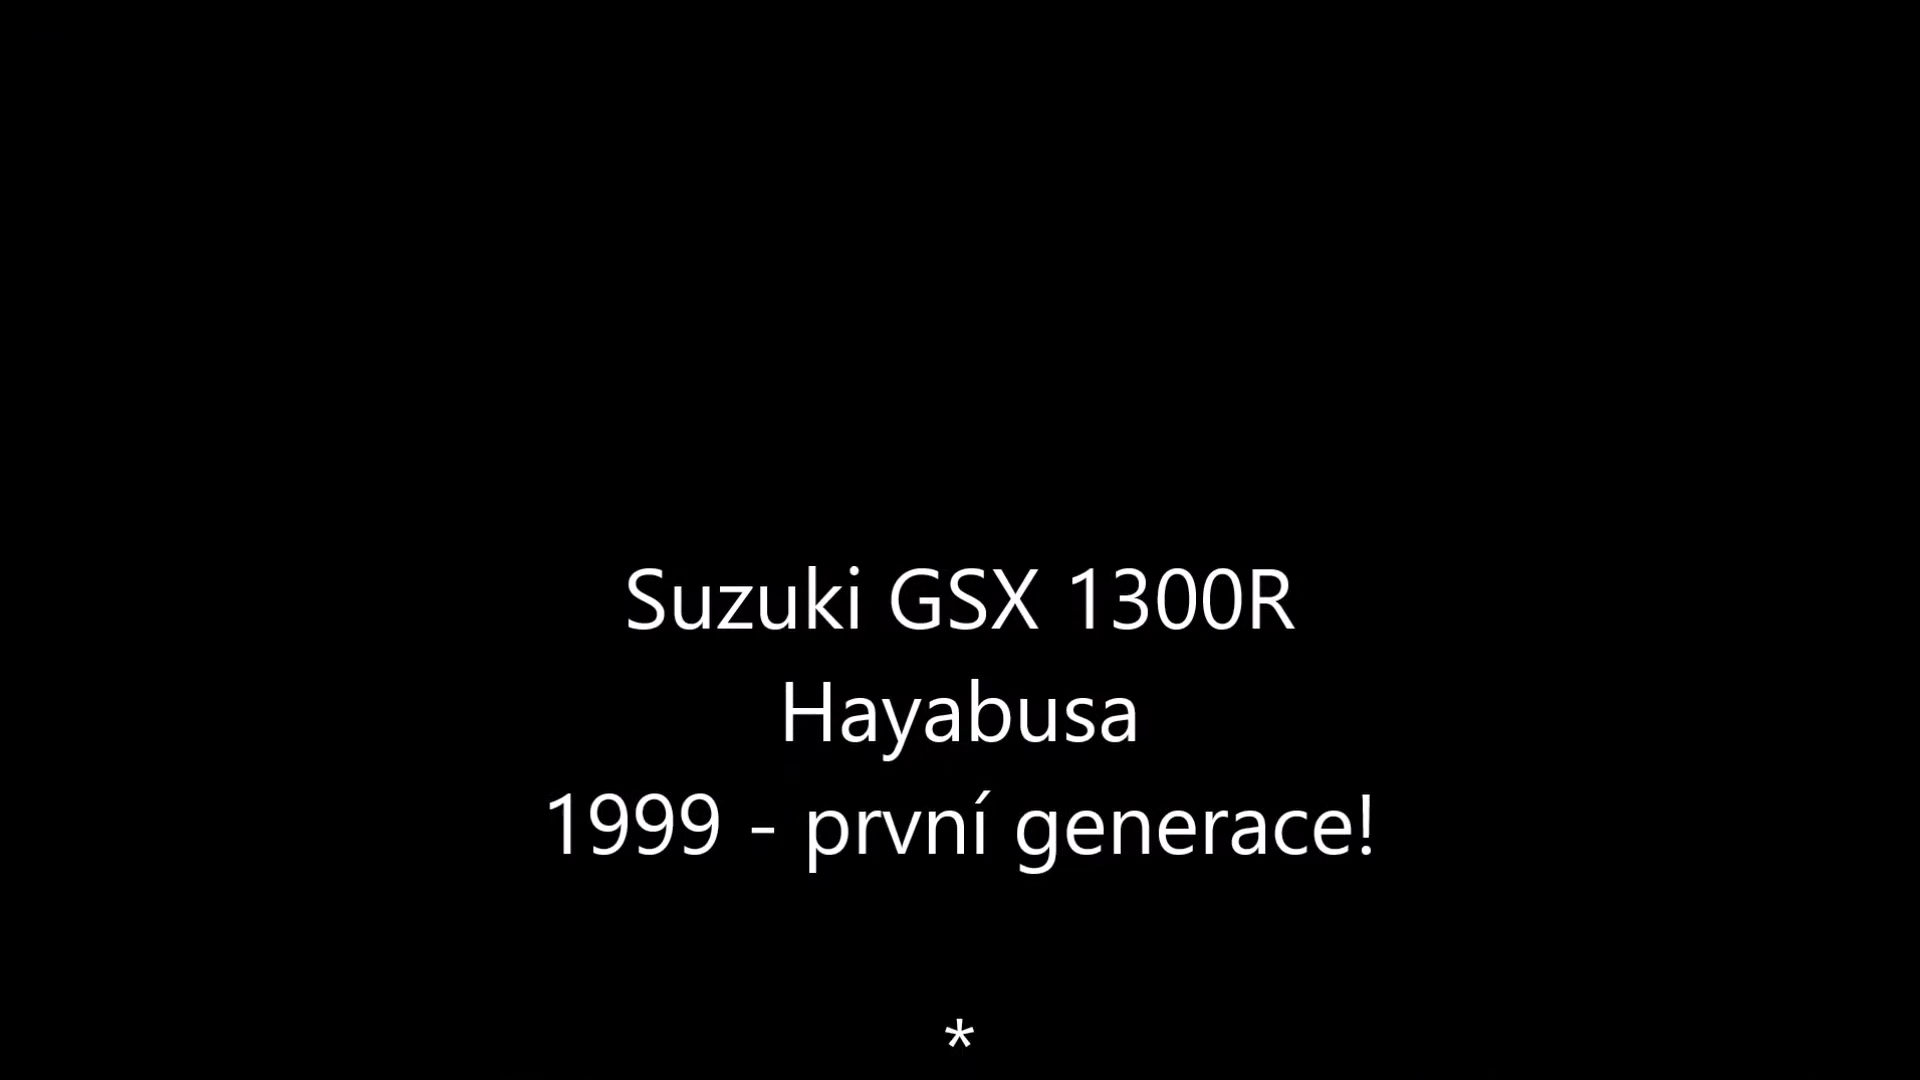 Suzuki GSX 1300R
Hayabusa
1999 - první generace!
*